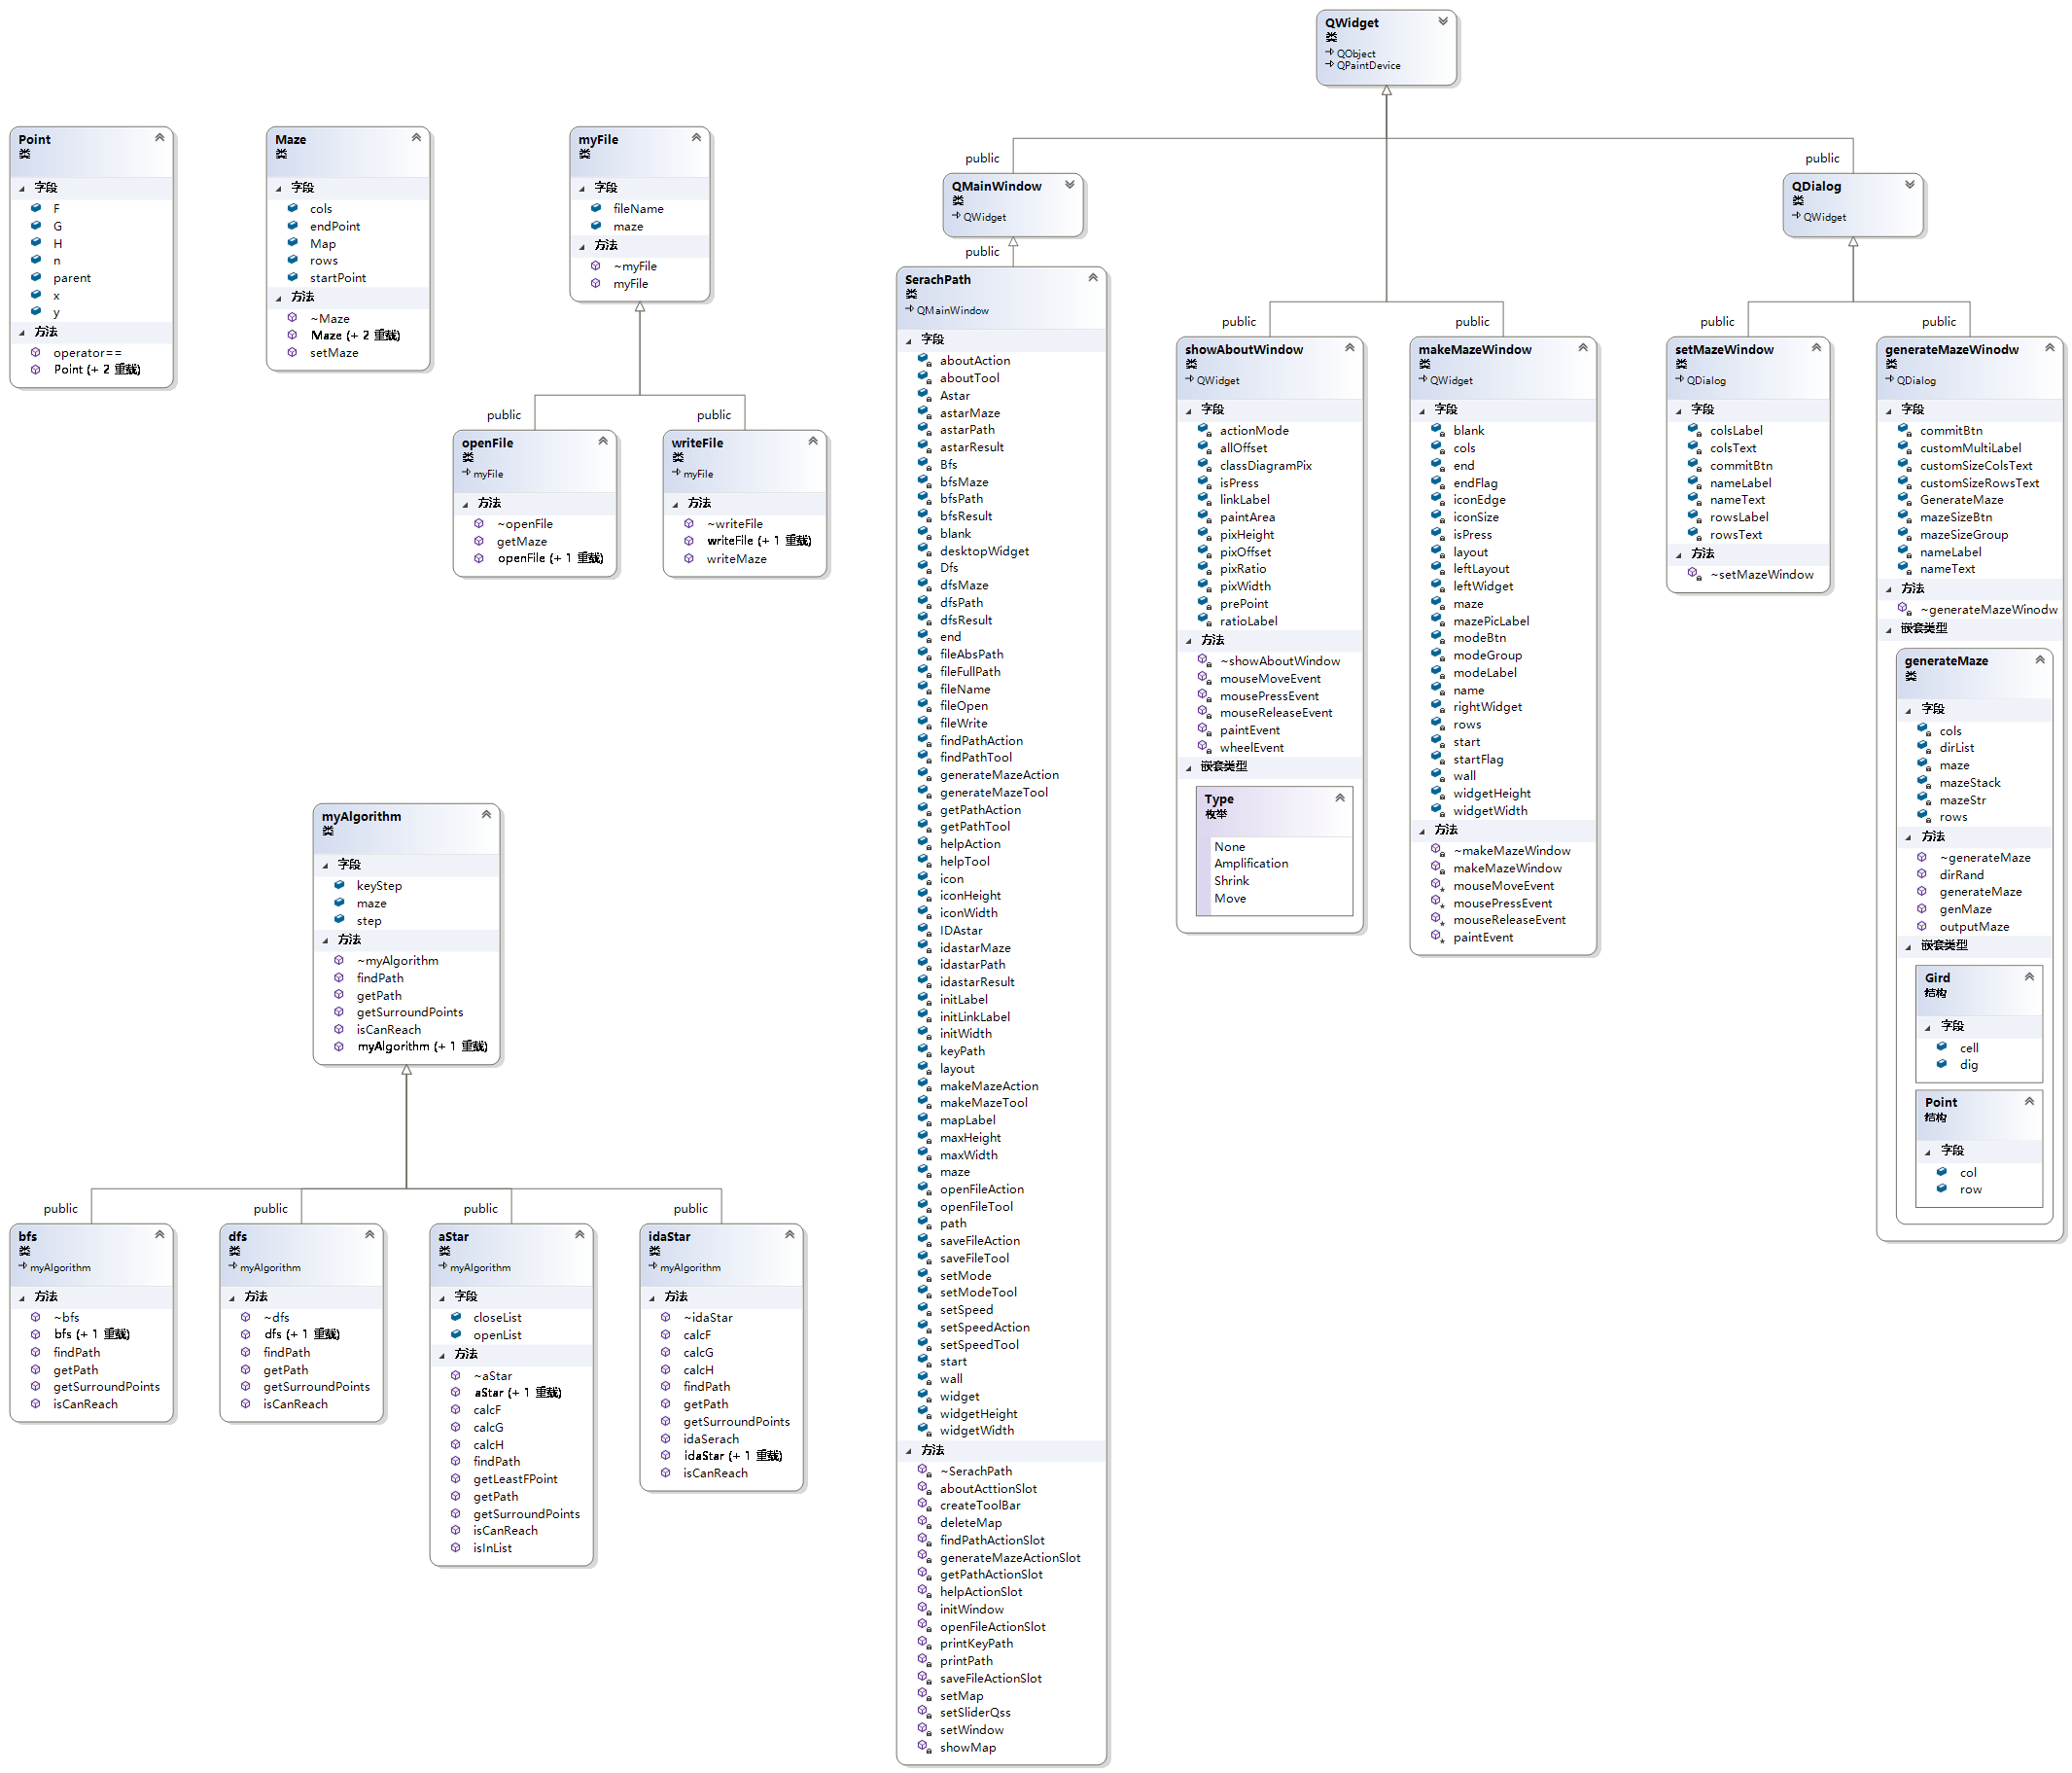 QWidget
类
QObject
QPaintDevice
Point
类
字段
F
G
H
n
parent
x
y
方法
operator==
Point (+ 2 重载)
Maze
类
字段
cols
endPoint
Map
rows
startPoint
方法
~Maze
Maze (+ 2 重载)
setMaze
myFile
类
字段
fileName
maze
方法
~myFile
myFile
public
openFile
类
myFile
方法
~openFile
getMaze
openFile (+ 1 重载)
public
writeFile
类
myFile
方法
~writeFile
writeFile (+ 1 重载)
writeMaze
myAlgorithm
类
字段
keyStep
maze
step
方法
~myAlgorithm
findPath
getPath
getSurroundPoints
isCanReach
myAlgorithm (+ 1 重载)
public
bfs
类
myAlgorithm
方法
~bfs
bfs (+ 1 重载)
findPath
getPath
getSurroundPoints
isCanReach
public
dfs
类
myAlgorithm
方法
~dfs
dfs (+ 1 重载)
findPath
getPath
getSurroundPoints
isCanReach
public
aStar
类
myAlgorithm
字段
closeList
openList
方法
~aStar
aStar (+ 1 重载)
calcF
calcG
calcH
findPath
getLeastFPoint
getPath
getSurroundPoints
isCanReach
isInList
public
idaStar
类
myAlgorithm
方法
~idaStar
calcF
calcG
calcH
findPath
getPath
getSurroundPoints
idaSerach
idaStar (+ 1 重载)
isCanReach
public
QMainWindow
类
QWidget
public
SerachPath
类
QMainWindow
字段
aboutAction
aboutTool
Astar
astarMaze
astarPath
astarResult
Bfs
bfsMaze
bfsPath
bfsResult
blank
desktopWidget
Dfs
dfsMaze
dfsPath
dfsResult
end
fileAbsPath
fileFullPath
fileName
fileOpen
fileWrite
findPathAction
findPathTool
generateMazeAction
generateMazeTool
getPathAction
getPathTool
helpAction
helpTool
icon
iconHeight
iconWidth
IDAstar
idastarMaze
idastarPath
idastarResult
initLabel
initLinkLabel
initWidth
keyPath
layout
makeMazeAction
makeMazeTool
mapLabel
maxHeight
maxWidth
maze
openFileAction
openFileTool
path
saveFileAction
saveFileTool
setMode
setModeTool
setSpeed
setSpeedAction
setSpeedTool
start
wall
widget
widgetHeight
widgetWidth
方法
~SerachPath
aboutActtionSlot
createToolBar
deleteMap
findPathActionSlot
generateMazeActionSlot
getPathActionSlot
helpActionSlot
initWindow
openFileActionSlot
printKeyPath
printPath
saveFileActionSlot
setMap
setSliderQss
setWindow
showMap
public
showAboutWindow
类
QWidget
字段
actionMode
allOffset
classDiagramPix
isPress
linkLabel
paintArea
pixHeight
pixOffset
pixRatio
pixWidth
prePoint
ratioLabel
方法
~showAboutWindow
mouseMoveEvent
mousePressEvent
mouseReleaseEvent
paintEvent
wheelEvent
嵌套类型
Type
枚举
None
Amplification
Shrink
Move
public
makeMazeWindow
类
QWidget
字段
blank
cols
end
endFlag
iconEdge
iconSize
isPress
layout
leftLayout
leftWidget
maze
mazePicLabel
modeBtn
modeGroup
modeLabel
name
rightWidget
rows
start
startFlag
wall
widgetHeight
widgetWidth
方法
~makeMazeWindow
makeMazeWindow
mouseMoveEvent
mousePressEvent
mouseReleaseEvent
paintEvent
public
QDialog
类
QWidget
public
setMazeWindow
类
QDialog
字段
colsLabel
colsText
commitBtn
nameLabel
nameText
rowsLabel
rowsText
方法
~setMazeWindow
public
generateMazeWinodw
类
QDialog
字段
commitBtn
customMultiLabel
customSizeColsText
customSizeRowsText
GenerateMaze
mazeSizeBtn
mazeSizeGroup
nameLabel
nameText
方法
~generateMazeWinodw
嵌套类型
generateMaze
类
字段
cols
dirList
maze
mazeStack
mazeStr
rows
方法
~generateMaze
dirRand
generateMaze
genMaze
outputMaze
嵌套类型
Gird
结构
字段
cell
dig
Point
结构
字段
col
row